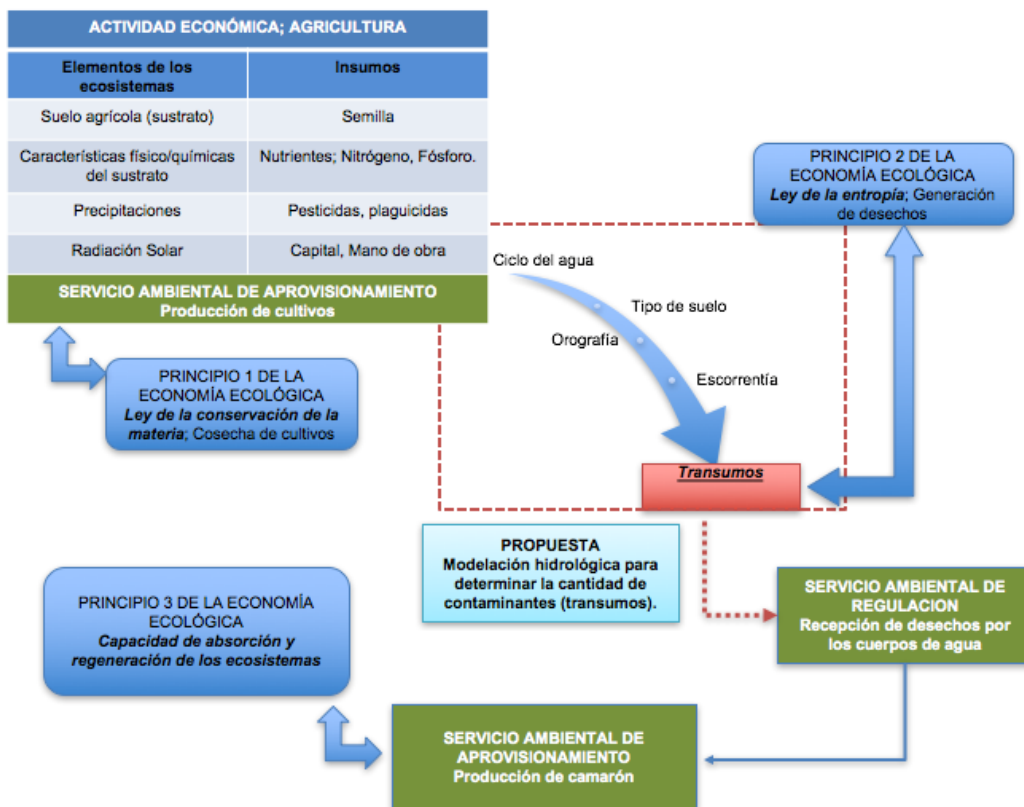 ACTIVIDAD ECONÓMICA; AGRICULTURA
Elementos de los
ecosistemas
Insumos
Suelo agrícola (sustrato)
Semilla
Características físico/químicas
del sustrato
Nutrientes; Nitrógeno, Fósforo.
Precipitaciones
Pesticidas, plaguicidas
Radiación Solar
Capital, Mano de obra
SERVICIO AMBIENTAL DE APROVISIONAMIENTO
Producción de cultivos
PRINCIPIO 2 DE LA
ECONOMÍA ECOLÓGICA
Ley de la entropía; Generación
de desechos
Ciclo del agua
Tipo de suelo
Orografía
Escorrentía
PRINCIPIO 1 DE LA
ECONOMÍA ECOLÓGICA
Ley de la conservación de la
materia; Cosecha de cultivos
Transumos
PROPUESTA
Modelación hidrológica para
determinar la cantidad de
contaminantes (transumos).
SERVICIO AMBIENTAL DE
REGULACION
Recepción de desechos por
los cuerpos de agua
PRINCIPIO 3 DE LA ECONOMÍA
ECOLÓGICA
Capacidad de absorción y
regeneración de los ecosistemas
SERVICIO AMBIENTAL DE
APROVISIONAMIENTO
Producción de camarón